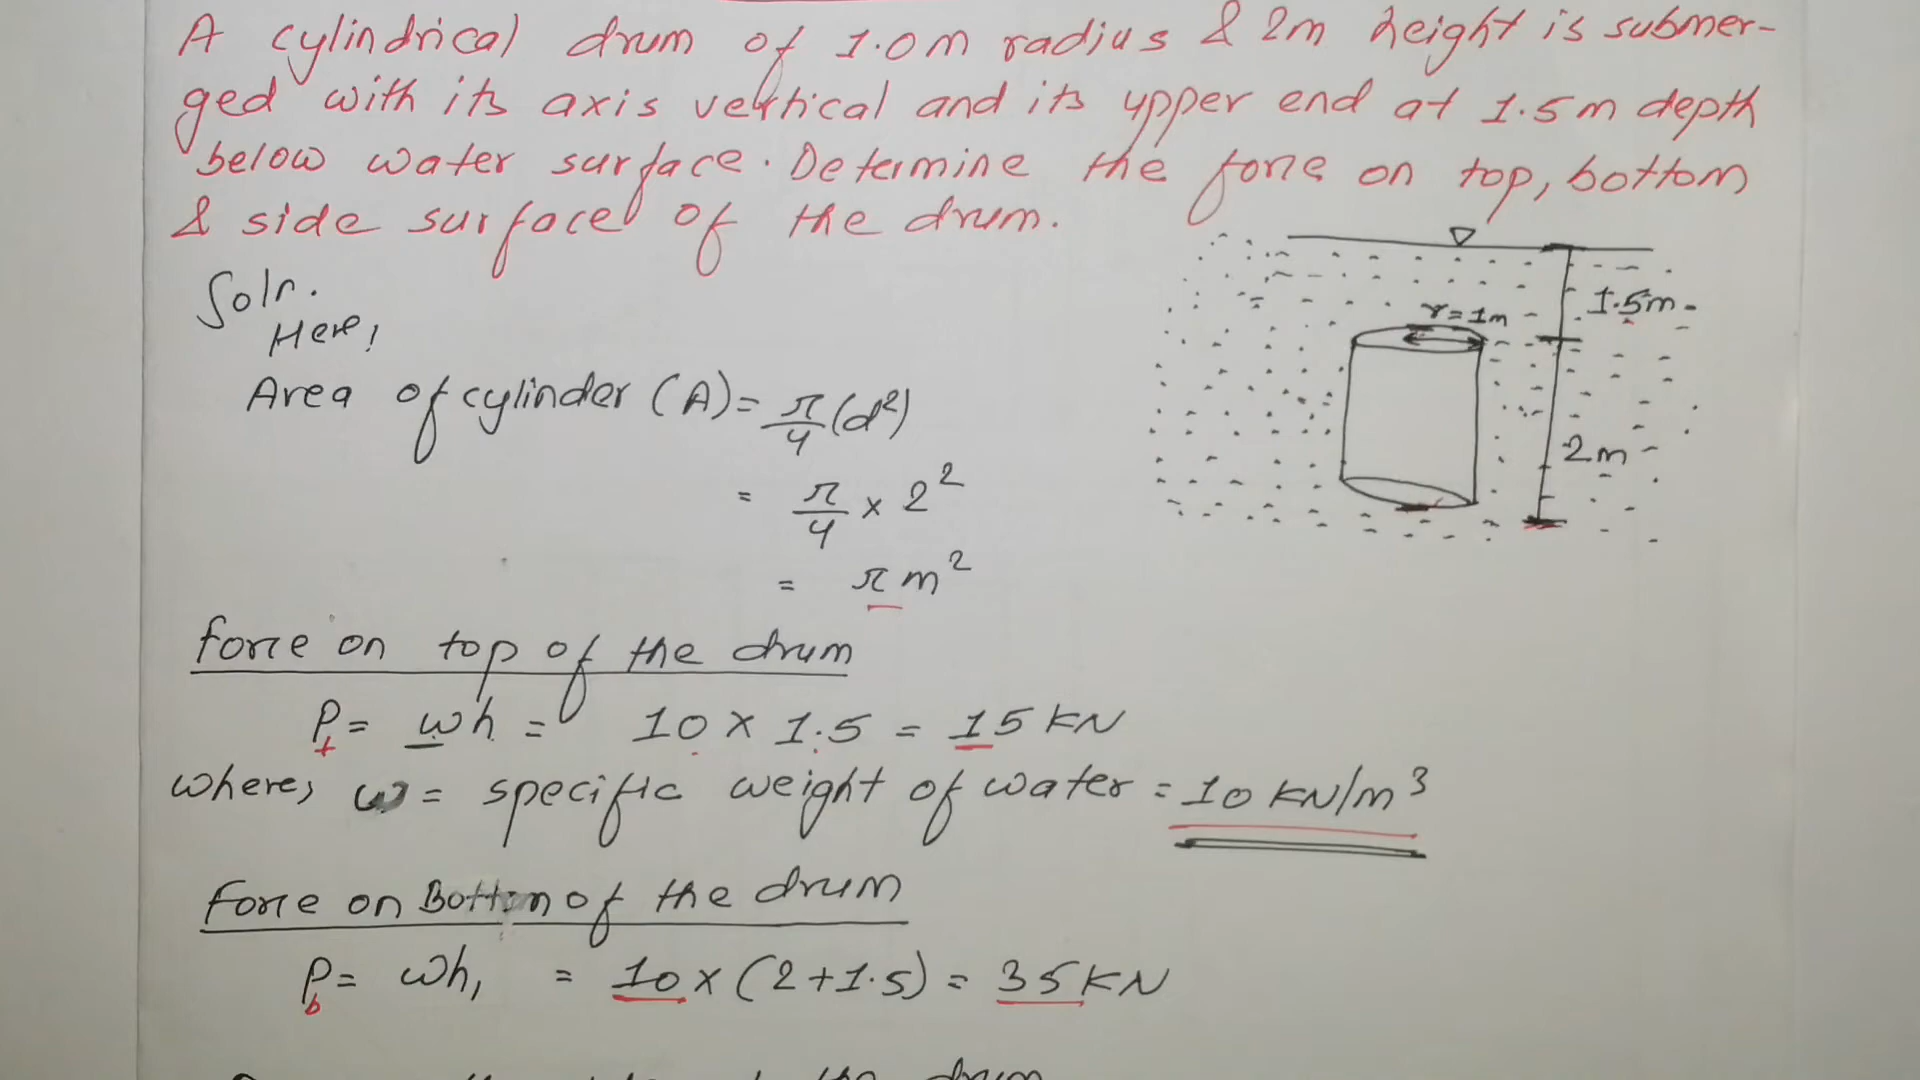 A cylindrical drum of 1.0m radius & 2m height is submer-
ged with its axis vertical and its upper end at 1.5m depth
below water surface. Determine the force on top, bottom
& side surface of the drum.
Soln.
Here,
r=1m
1.5m
2m
Area of cylinder (A) = π/4 (d²)
= π/4 × 2²
= π m²
force on top of the drum
Pt = wh = 10 × 1.5 = 15 KN
where, w = specific weight of water = 10 KN/m³
force on Bottom of the drum
Pb = wh₁ = 10 × (2+1.5) = 35 KN
the drum